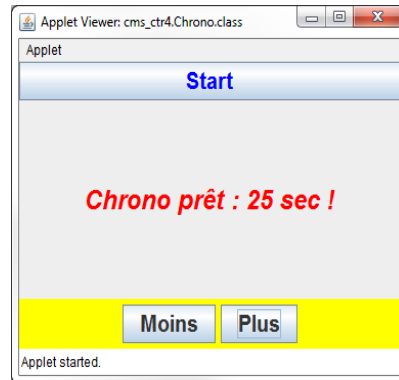 Applet Viewer: cms_ctr4.Chrono.class
Applet
Start
Chrono prêt : 25 sec !
Moins Plus
Applet started.